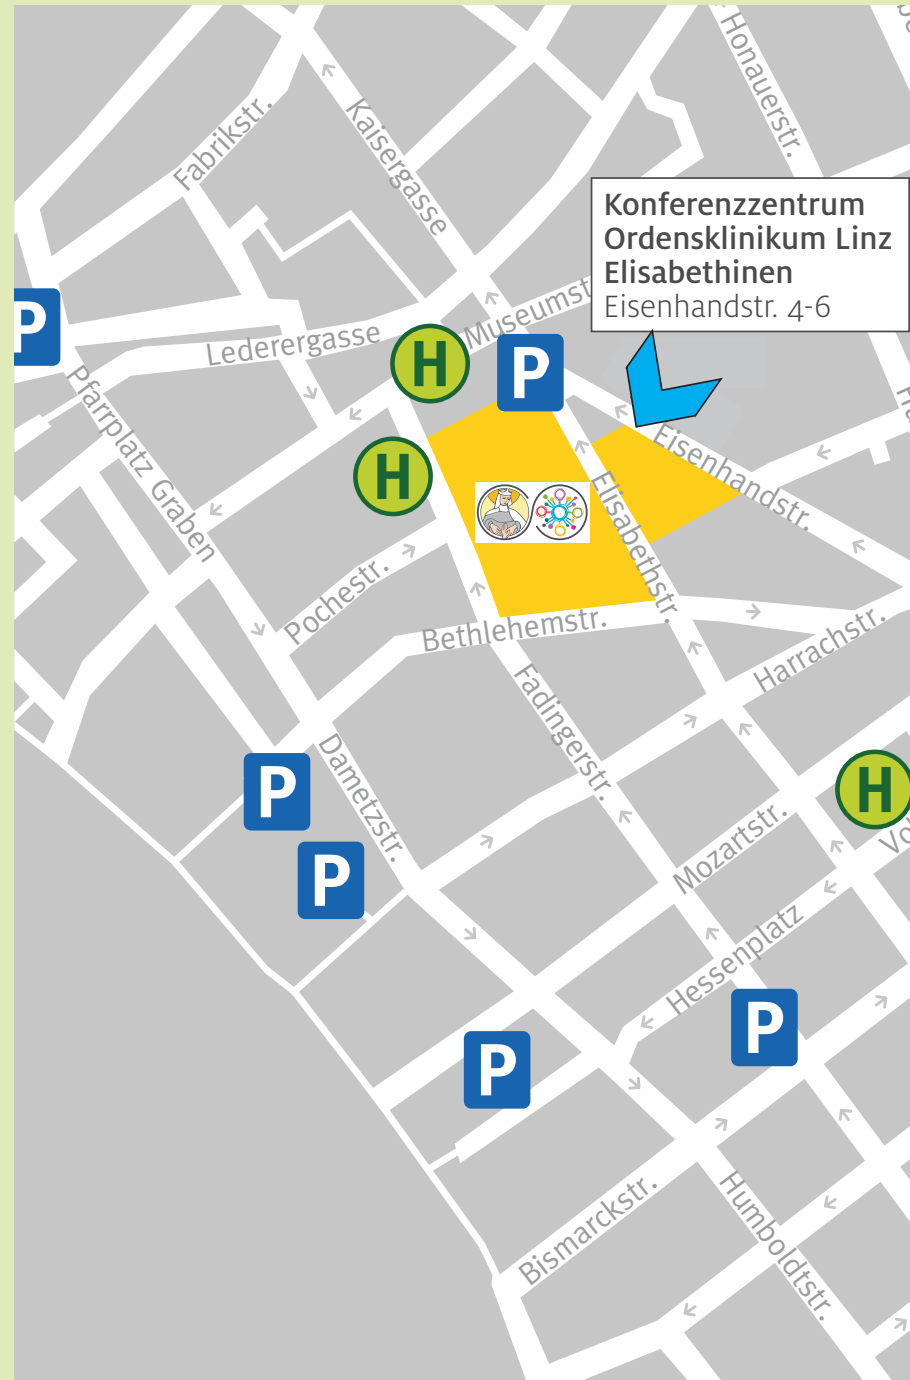 Honauerstr.
Fabrikstr.
Kaisergasse
Konferenzzentrum
Ordensklinikum Linz
Elisabethinen
Eisenhandstr. 4-6
P
Lederergasse
H
P
Pfarrplatz Graben
H
Eisenhandstr.
Elisabethstr.
Pochestr.
Bethlehemstr.
Harrachstr.
Fadingerstr.
Dametzstr.
P
H
P
Mozartstr.
Hessenplatz
P
P
Bismarckstr.
Humboldtstr.